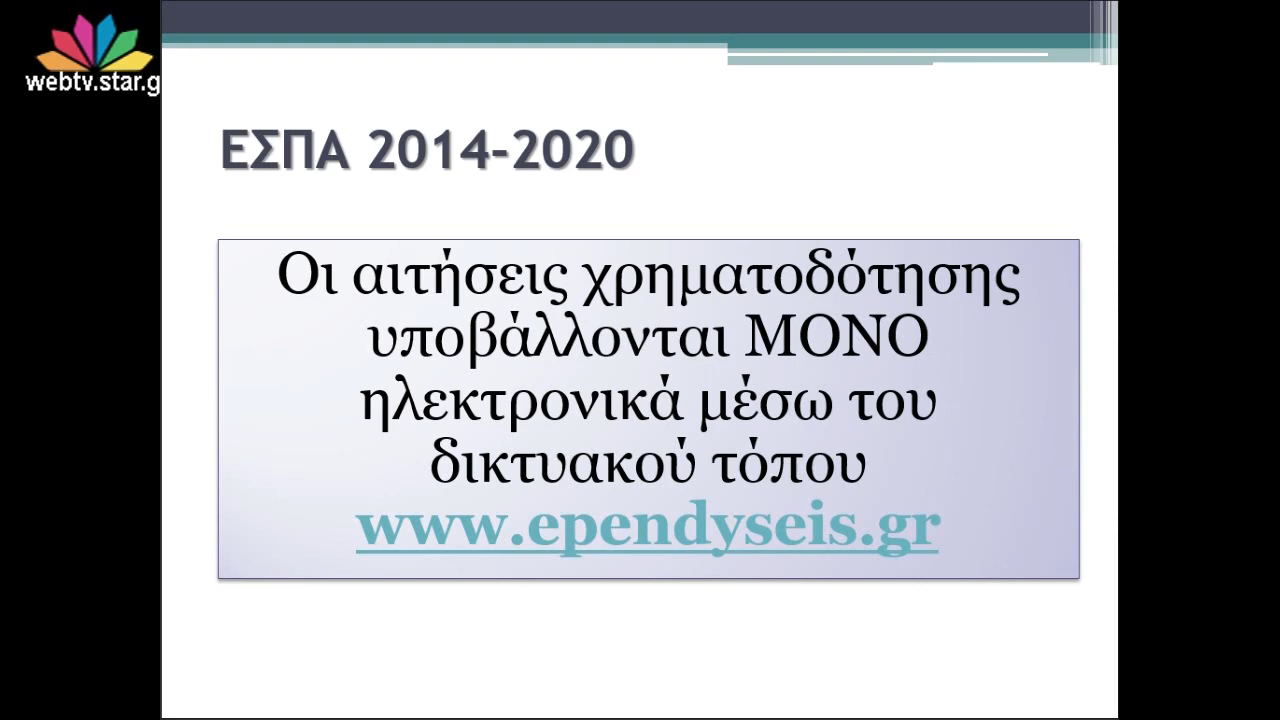 webtv.star.g
ΕΣΠΑ 2014-2020
Οι αιτήσεις χρηματοδότησης
υποβάλλονται ΜΟΝΟ
ηλεκτρονικά μέσω του
δικτυακού τόπου
www.ependyseis.gr